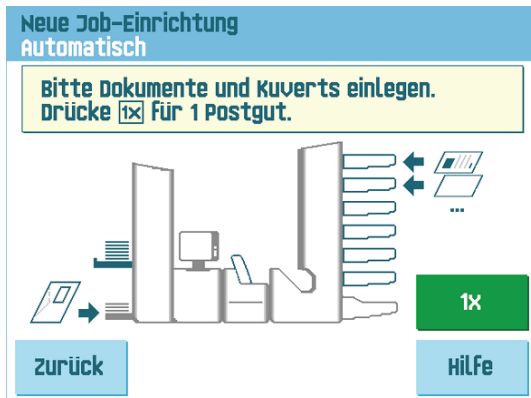 Neue Job-Einrichtung
Automatisch
Bitte Dokumente und Kuverts einlegen.
Drücke 1x für 1 Postgut.
...
1x
Zurück
Hilfe